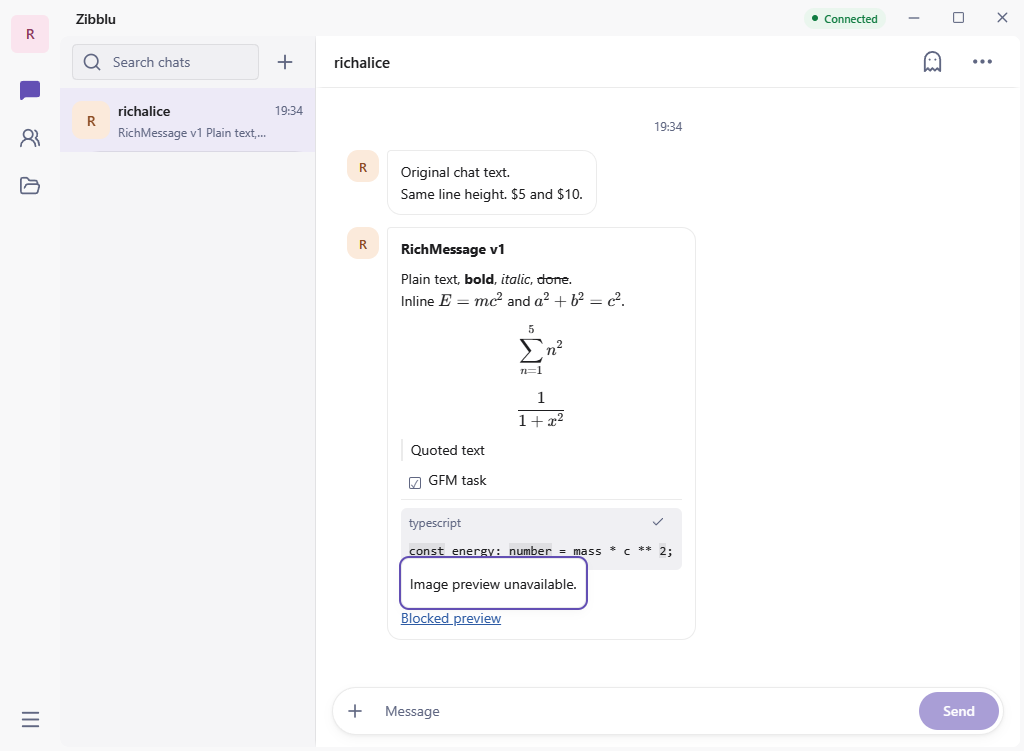 Zibblu
Connected
R
Search chats
R
richalice
19:34
RichMessage v1 Plain text,...
richalice
19:34
R
Original chat text.
Same line height. $5 and $10.
R
RichMessage v1
Plain text, bold, italic, done.
Inline E = mc² and a² + b² = c².
5
∑ n²
n=1
1
1 + x²
Quoted text
GFM task
typescript
const energy: number = mass * c ** 2;
Image preview unavailable.
Blocked preview
Message
Send